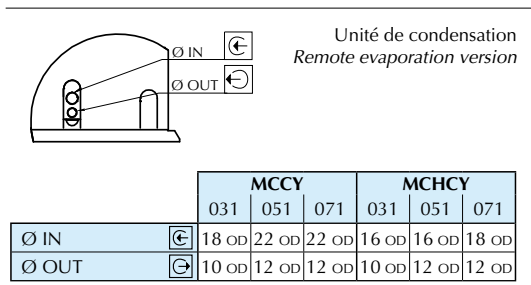 Unité de condensation
Remote evaporation version
Ø IN
Ø OUT
MCCY MCHCY
031 051 071 031 051 071
Ø IN 18 OD 22 OD 22 OD 16 OD 16 OD 18 OD
Ø OUT 10 OD 12 OD 12 OD 10 OD 12 OD 12 OD